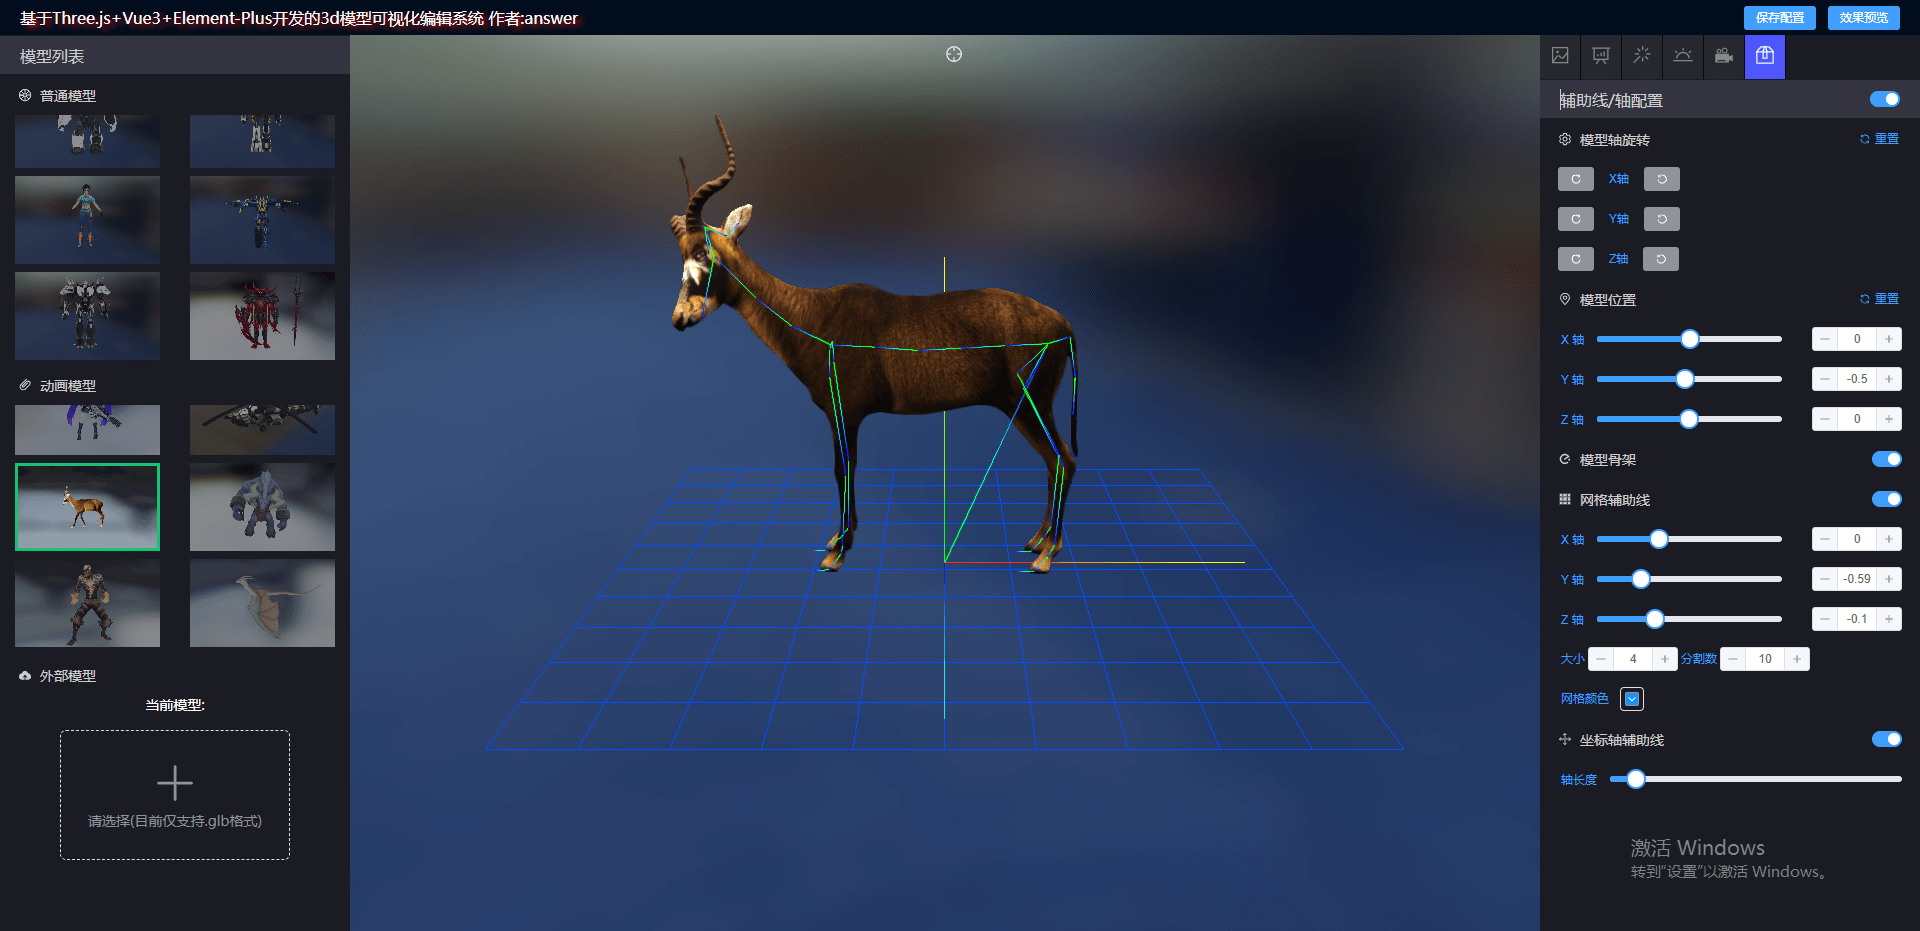 基于Three.js+Vue3+Element-Plus开发的3d模型可视化编辑系统 作者:answer
保存配置
效果预览
模型列表
普通模型
动画模型
外部模型
当前模型:
请选择(目前仅支持.glb格式)
辅助线/轴配置
模型轴旋转
重置
X轴
Y轴
Z轴
模型位置
重置
X 轴
0
Y 轴
-0.5
Z 轴
0
模型骨架
网格辅助线
X 轴
0
Y 轴
-0.59
Z 轴
-0.1
大小
4
分割数
10
网格颜色
坐标轴辅助线
轴长度
激活 Windows
转到"设置"以激活 Windows。